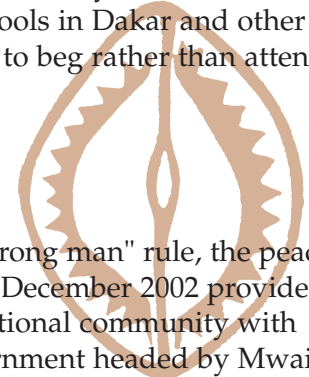 ools in Dakar and other
to beg rather than atten
rong man" rule, the peac
December 2002 provide
tional community with
rnment headed by Mwai